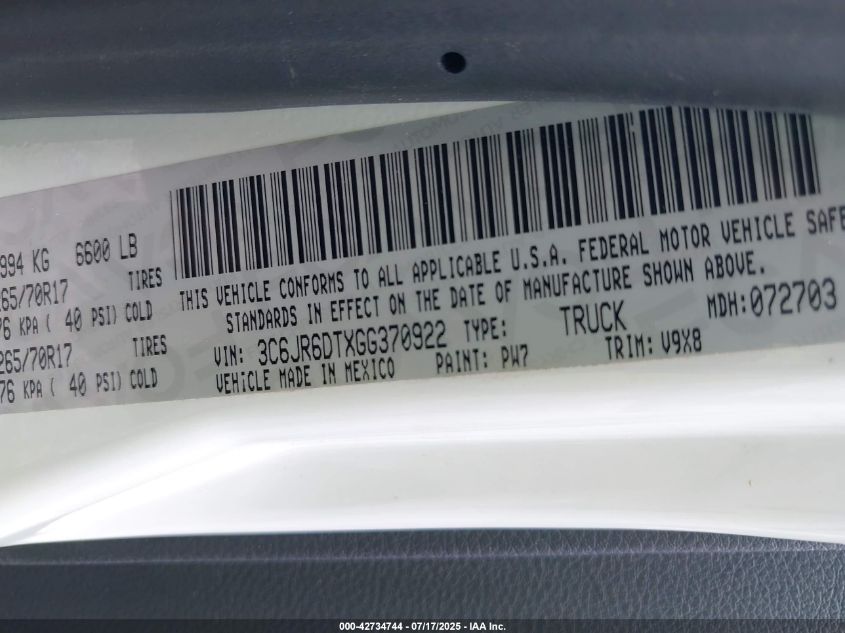 994 KG 6600 LB
265/70R17 TIRES
76 KPA ( 40 PSI) COLD
265/70R17 TIRES
76 KPA ( 40 PSI) COLD
THIS VEHICLE CONFORMS TO ALL APPLICABLE U.S.A. FEDERAL MOTOR VEHICLE SAFE
STANDARDS IN EFFECT ON THE DATE OF MANUFACTURE SHOWN ABOVE.
VIN: 3C6JR6DTXGG370922 TYPE: TRUCK MDH:072703
VEHICLE MADE IN MEXICO PAINT: PW7 TRIM: V9X8
000-42734744 / 07/17/2025 - IAA Inc.